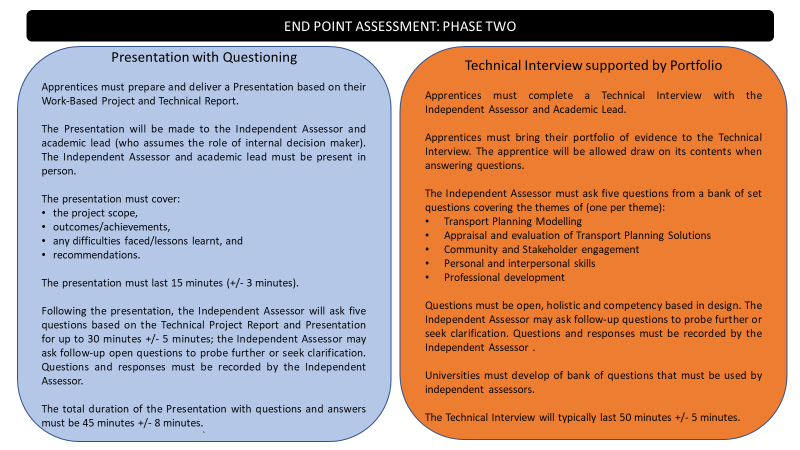 END POINT ASSESSMENT: PHASE TWO
Presentation with Questioning
Apprentices must prepare and deliver a Presentation based on their
Work-Based Project and Technical Report.
The Presentation will be made to the Independent Assessor and
academic lead (who assumes the role of internal decision maker).
The Independent Assessor and academic lead must be present in
person.
The presentation must cover:
• the project scope,
• outcomes/achievements,
• any difficulties faced/lessons learnt, and
• recommendations.
The presentation must last 15 minutes (+/- 3 minutes).
Following the presentation, the Independent Assessor will ask five
questions based on the Technical Project Report and Presentation
for up to 30 minutes +/- 5 minutes; the Independent Assessor may
ask follow-up open questions to probe further or seek clarification.
Questions and responses must be recorded by the Independent
Assessor.
The total duration of the Presentation with questions and answers
must be 45 minutes +/- 8 minutes.
.
Technical Interview supported by Portfolio
Apprentices must complete a Technical Interview with the
Independent Assessor and Academic Lead.
Apprentices must bring their portfolio of evidence to the Technical
Interview. The apprentice will be allowed draw on its contents when
answering questions.
The Independent Assessor must ask five questions from a bank of set
questions covering the themes of (one per theme):
• Transport Planning Modelling
• Appraisal and evaluation of Transport Planning Solutions
• Community and Stakeholder engagement
• Personal and interpersonal skills
• Professional development
Questions must be open, holistic and competency based in design. The
Independent Assessor may ask follow-up questions to probe further or
seek clarification. Questions and responses must be recorded by the
Independent Assessor .
Universities must develop of bank of questions that must be used by
independent assessors.
The Technical Interview will typically last 50 minutes +/- 5 minutes.